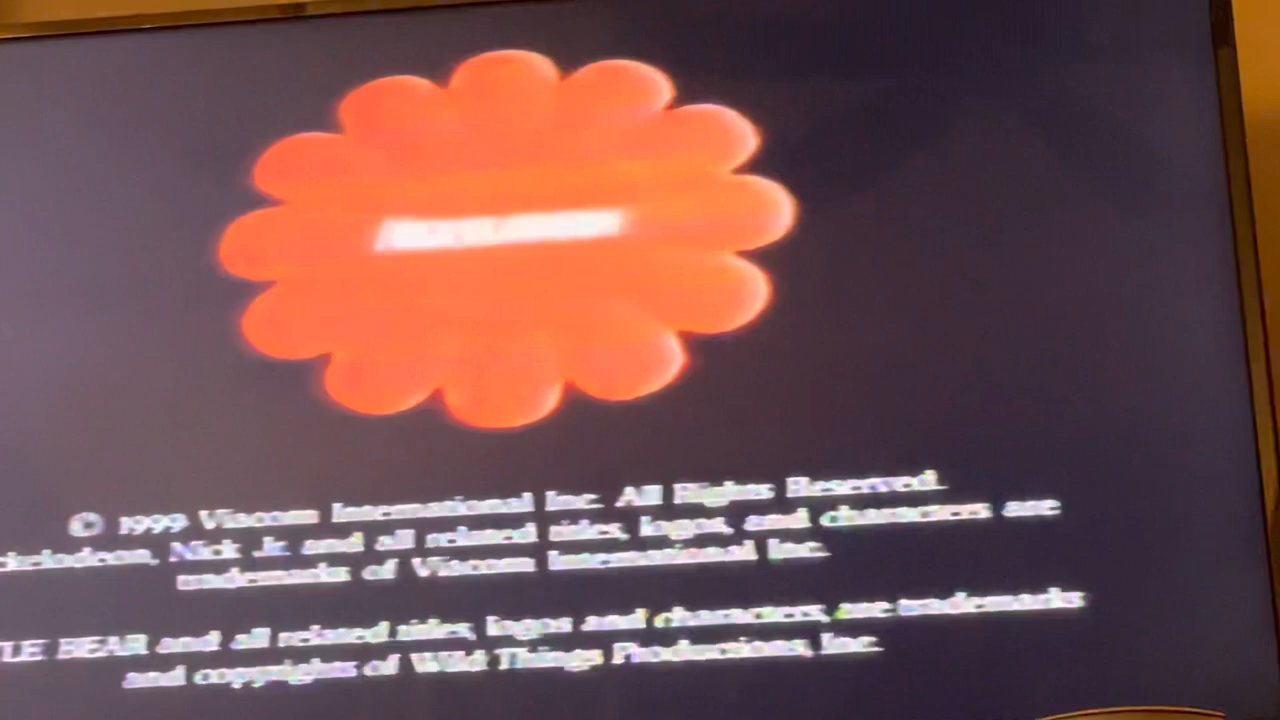 © 1999 Viacom International Inc. All Rights Reserved.
ckelodeon, Nick Jr. and all related titles, logos, and characters are
trademarks of Viacom International Inc.
LE BEAR and all related titles, logos and characters, are trademarks
and copyrights of Wild Things Productions, Inc.